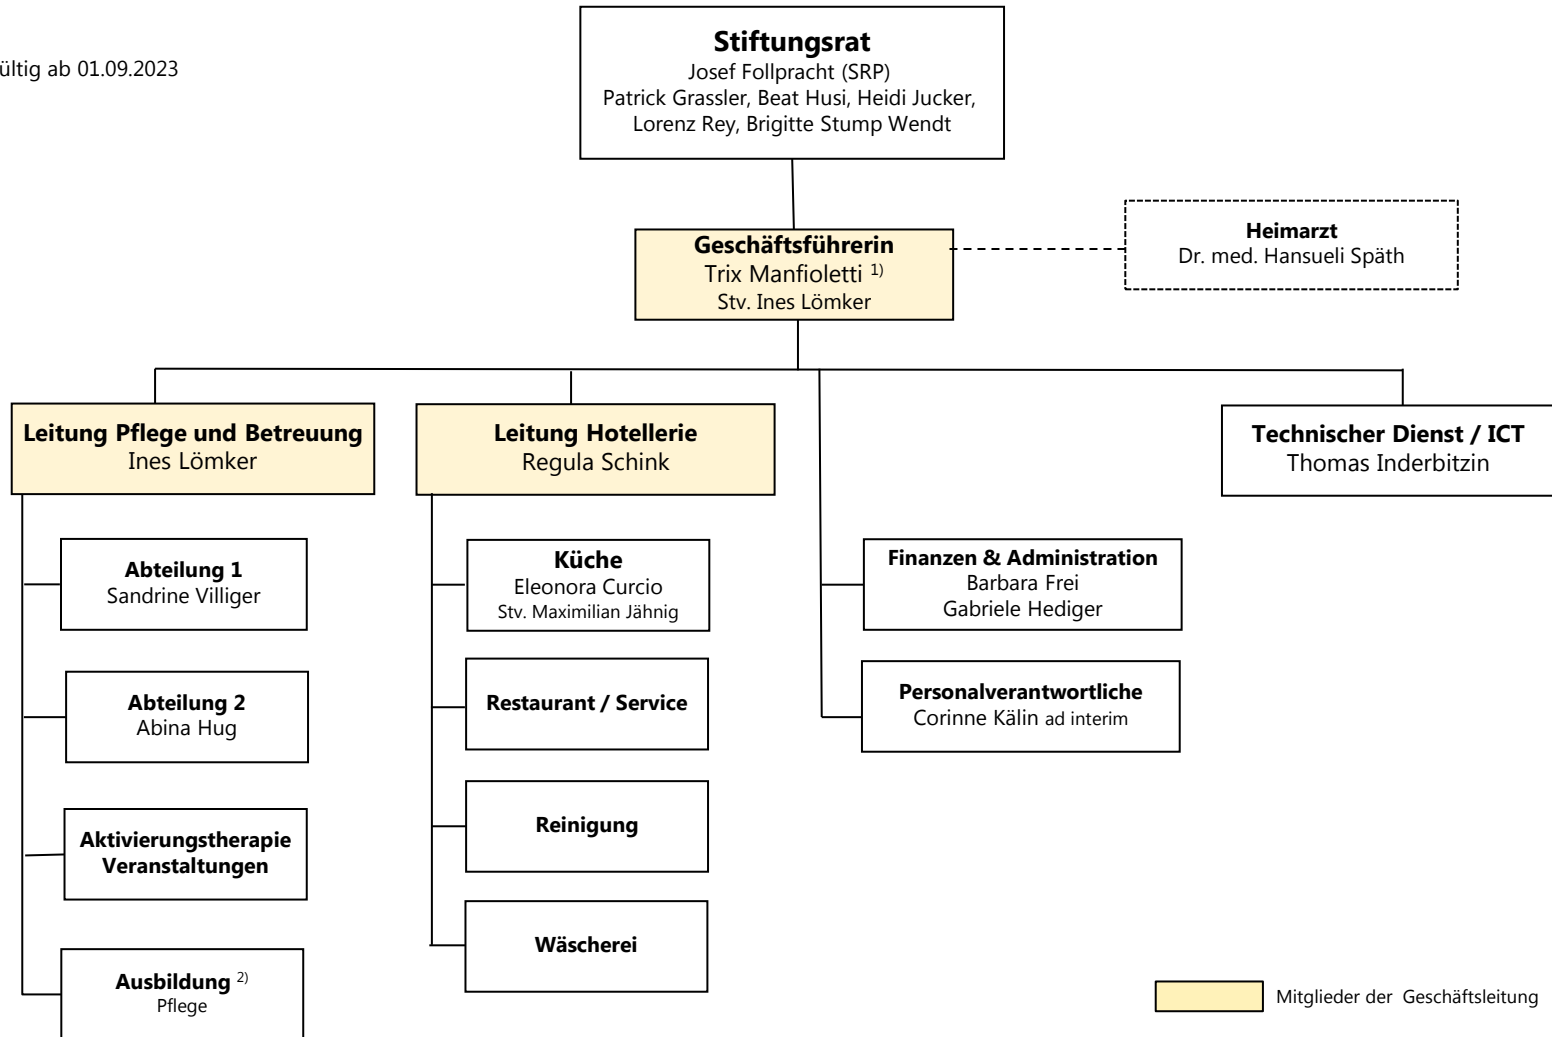 ültig ab 01.09.2023
Stiftungsrat
Josef Follpracht (SRP)
Patrick Grassler, Beat Husi, Heidi Jucker,
Lorenz Rey, Brigitte Stump Wendt
Geschäftsführerin
Trix Manfioletti 1)
Stv. Ines Lömker
Heimarzt
Dr. med. Hansueli Späth
Leitung Pflege und Betreuung
Ines Lömker
Leitung Hotellerie
Regula Schink
Technischer Dienst / ICT
Thomas Inderbitzin
Abteilung 1
Sandrine Villiger
Küche
Eleonora Curcio
Stv. Maximilian Jähnig
Finanzen & Administration
Barbara Frei
Gabriele Hediger
Abteilung 2
Abina Hug
Restaurant / Service
Personalverantwortliche
Corinne Kälin ad interim
Aktivierungstherapie
Veranstaltungen
Reinigung
Wäscherei
Ausbildung 2)
Pflege
Mitglieder der Geschäftsleitung